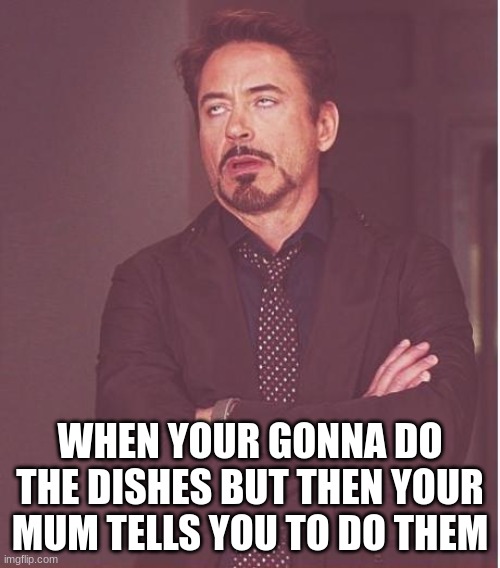 WHEN YOUR GONNA DO
THE DISHES BUT THEN YOUR
MUM TELLS YOU TO DO THEM
imgflip.com